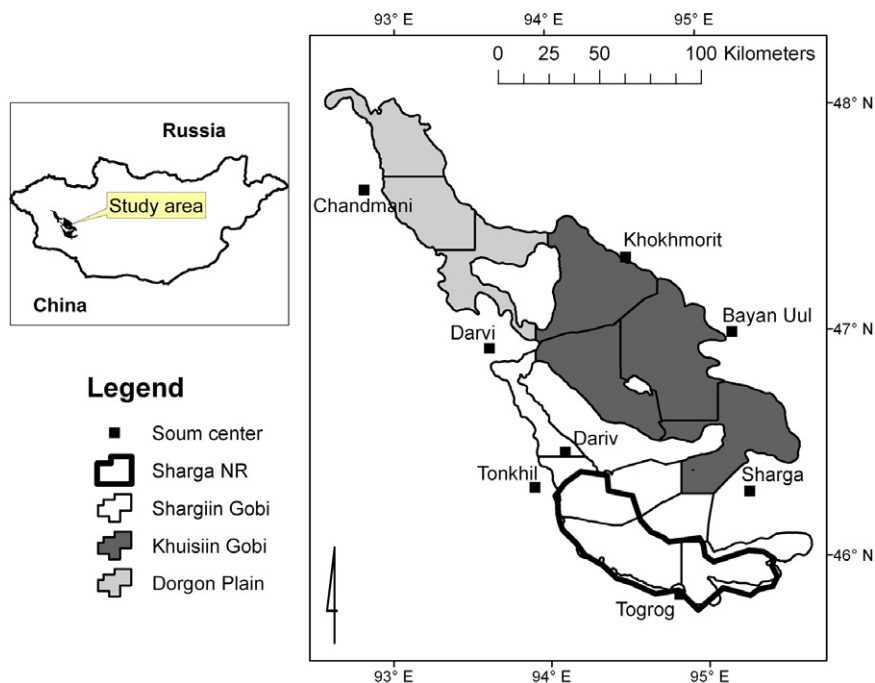 93° E 94° E 95° E
0 25 50 100 Kilometers
48° N
Russia
Study area
China
Chandmani
Khokhmorit
Bayan Uul
47° N
Darvi
Legend
Soum center
Sharga NR
Shargiin Gobi
Khuisiin Gobi
Dorgon Plain
Dariv
Tonkhil
Sharga
46° N
Togrog
93° E 94° E 95° E